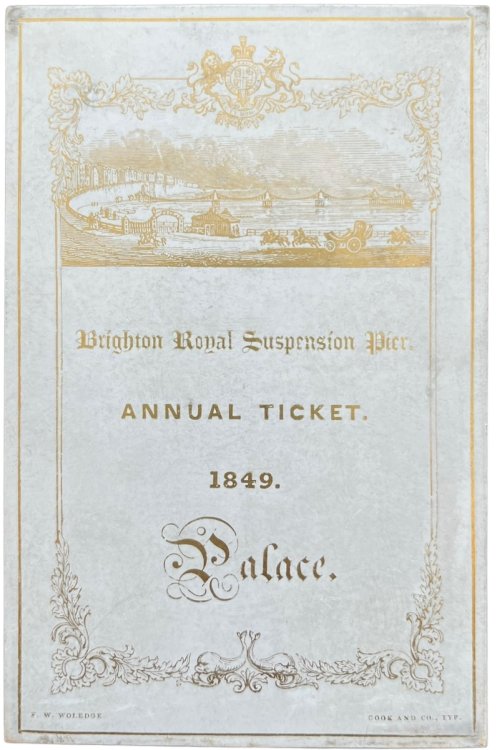 Brighton Royal Suspension Pier.
ANNUAL TICKET.
1849.
Palace.
F. W. WOLEDGE
COOK AND CO., TYP.